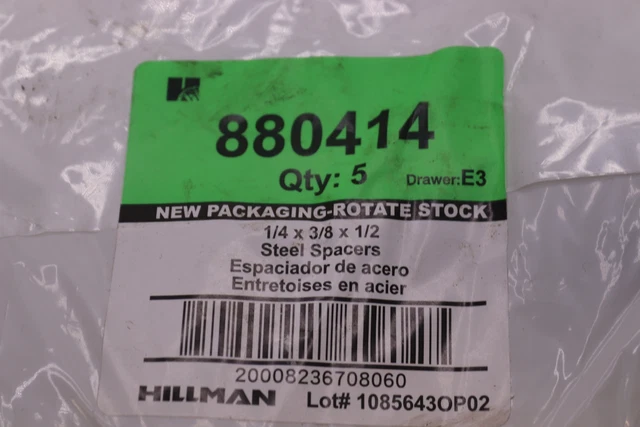 H
880414
Qty: 5 Drawer:E3
NEW PACKAGING-ROTATE STOCK
1/4 x 3/8 x 1/2
Steel Spacers
Espaciador de acero
Entretoises en acier
20008236708060
HILLMAN Lot# 1085643OP02